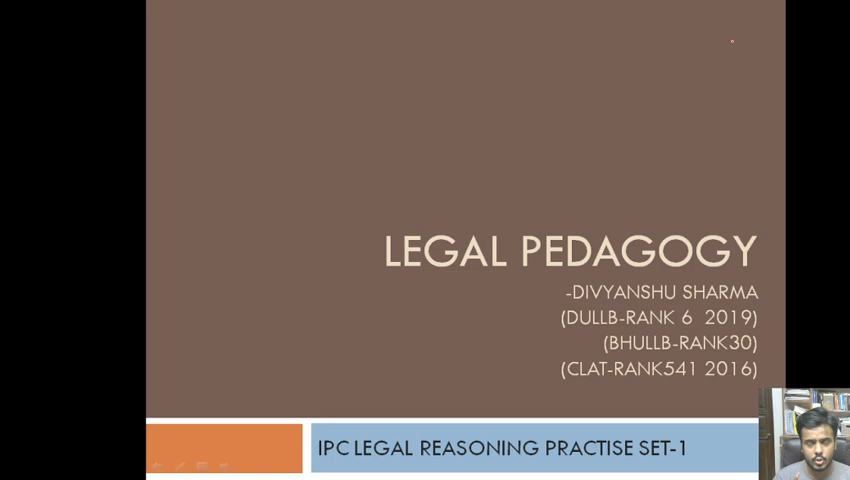 LEGAL PEDAGOGY
-DIVYANSHU SHARMA
(DULLB-RANK 6 2019)
(BHULLB-RANK30)
(CLAT-RANK541 2016)
IPC LEGAL REASONING PRACTISE SET-1